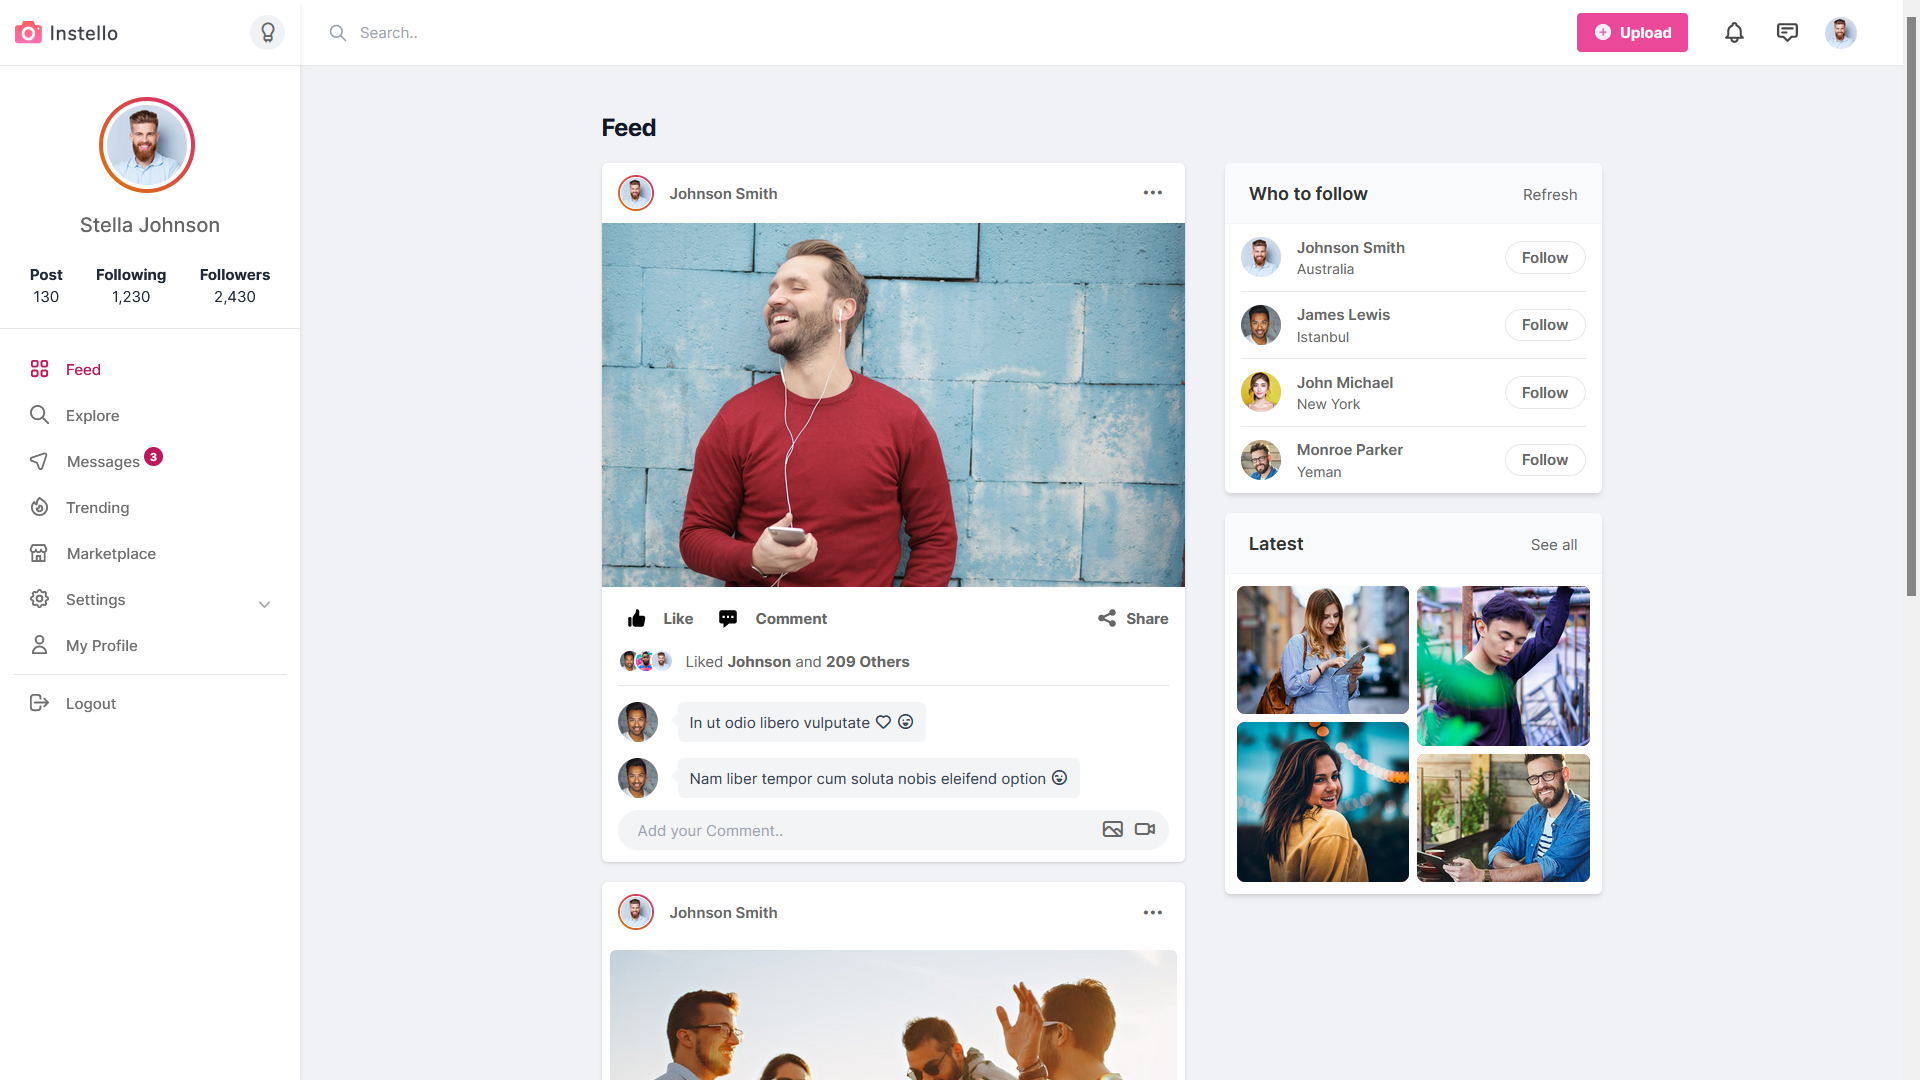 Instello
Search..
Upload
Stella Johnson
Post Following Followers
130 1,230 2,430
Feed
Explore
Messages 3
Trending
Marketplace
Settings
My Profile
Logout
Feed
Johnson Smith
Like Comment Share
Liked Johnson and 209 Others
In ut odio libero vulputate
Nam liber tempor cum soluta nobis eleifend option
Add your Comment..
Johnson Smith
Who to follow Refresh
Johnson Smith
Australia
Follow
James Lewis
Istanbul
Follow
John Michael
New York
Follow
Monroe Parker
Yeman
Follow
Latest See all